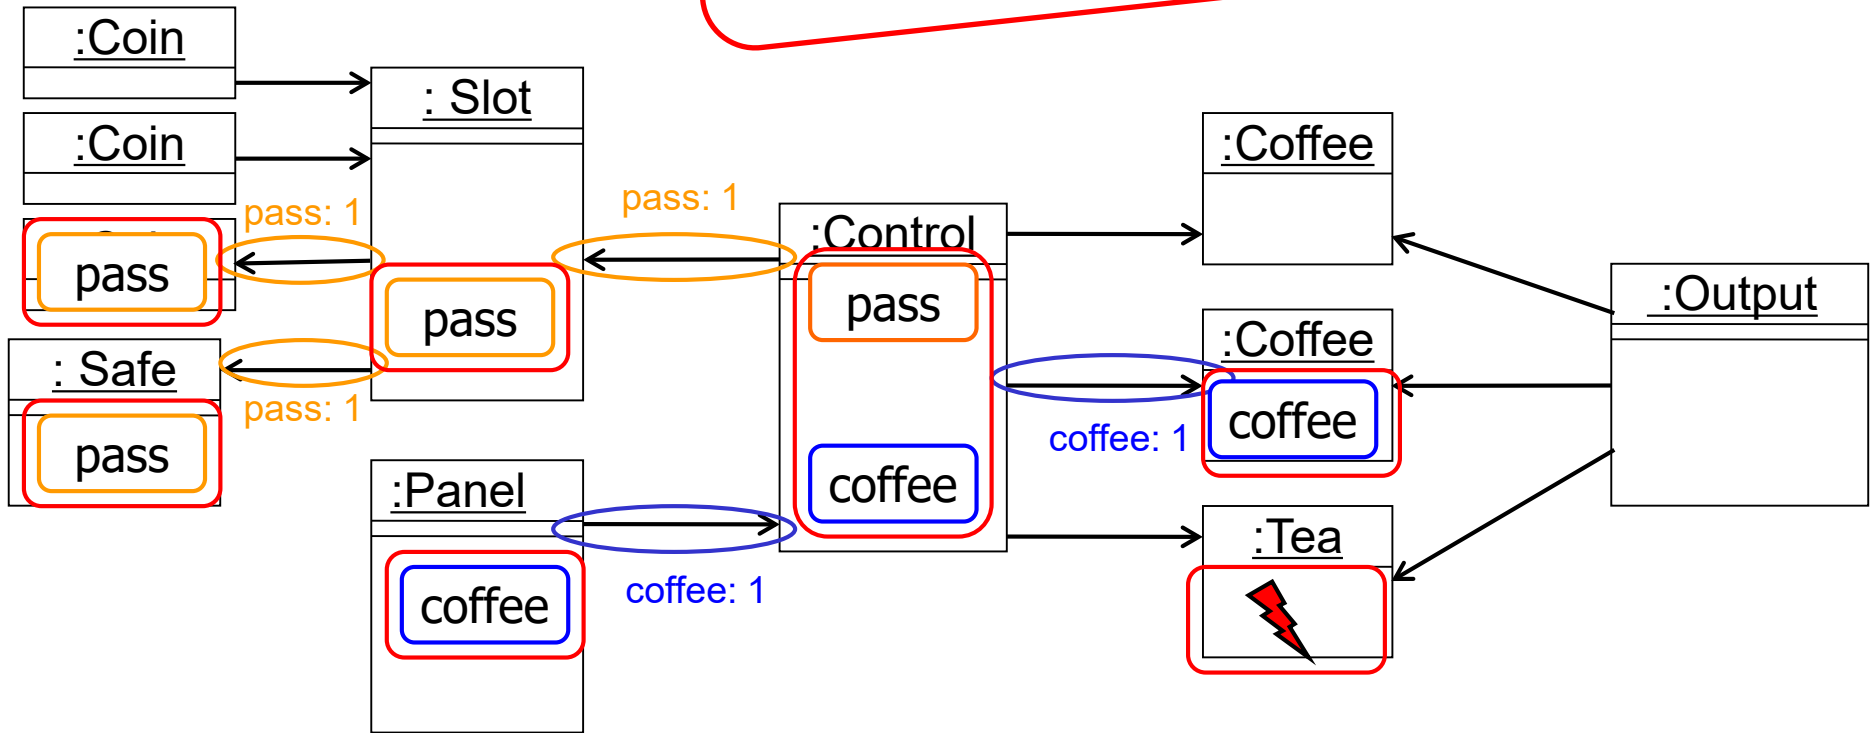 :Coin
: Slot
:Coin
:Coffee
pass: 1
pass: 1
:Control
pass
pass
pass
:Output
: Safe
pass: 1
pass
:Coffee
coffee
coffee: 1
:Panel
coffee
coffee
coffee: 1
:Tea